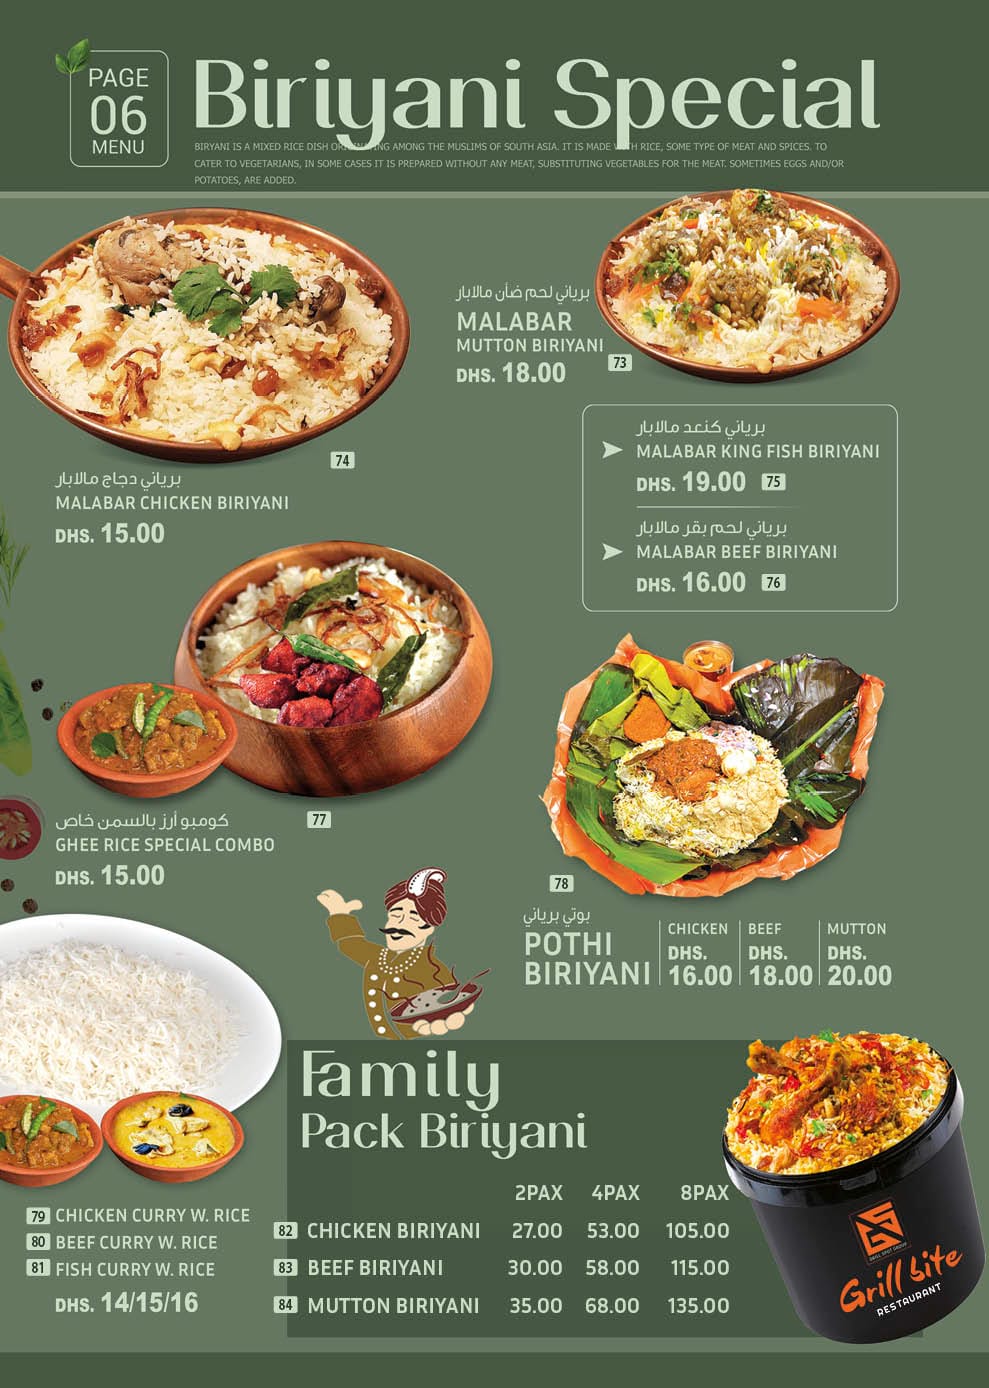 PAGE
06
MENU
Biriyani Special
BIRYANI IS A MIXED RICE DISH ORIGINATING AMONG THE MUSLIMS OF SOUTH ASIA. IT IS MADE WITH RICE, SOME TYPE OF MEAT AND SPICES. TO
CATER TO VEGETARIANS, IN SOME CASES IT IS PREPARED WITHOUT ANY MEAT, SUBSTITUTING VEGETABLES FOR THE MEAT. SOMETIMES EGGS AND/OR
POTATOES, ARE ADDED.
برياني لحم ضأن مالابار
MALABAR
MUTTON BIRIYANI
DHS. 18.00
73
74
برياني دجاج مالابار
MALABAR CHICKEN BIRIYANI
DHS. 15.00
برياني كنعد مالابار
MALABAR KING FISH BIRIYANI
DHS. 19.00 75
برياني لحم بقر مالابار
MALABAR BEEF BIRIYANI
DHS. 16.00 76
77
كومبو أرز بالسمن خاص
GHEE RICE SPECIAL COMBO
DHS. 15.00
78
بوتي برياني
POTHI
BIRIYANI
CHICKEN
DHS.
16.00
BEEF
DHS.
18.00
MUTTON
DHS.
20.00
79 CHICKEN CURRY W. RICE
80 BEEF CURRY W. RICE
81 FISH CURRY W. RICE
DHS. 14/15/16
Family
Pack Biriyani
2PAX 4PAX 8PAX
82 CHICKEN BIRIYANI 27.00 53.00 105.00
83 BEEF BIRIYANI 30.00 58.00 115.00
84 MUTTON BIRIYANI 35.00 68.00 135.00
GRILL SPOT GROUP
Grill bite
RESTAURANT